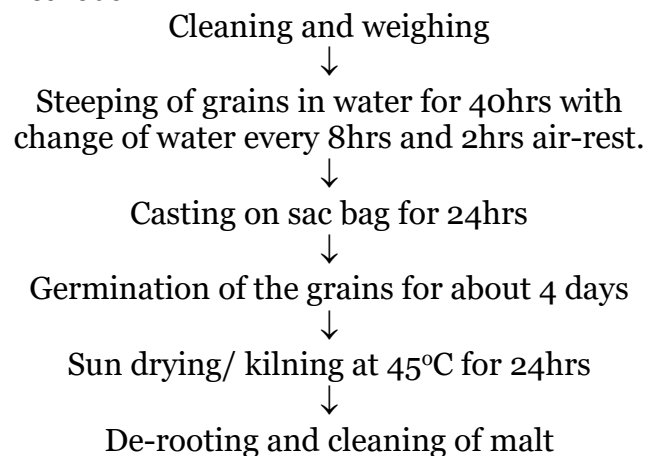 Cleaning and weighing
↓
Steeping of grains in water for 40hrs with
change of water every 8hrs and 2hrs air-rest.
↓
Casting on sac bag for 24hrs
↓
Germination of the grains for about 4 days
↓
Sun drying/ kilning at 45°C for 24hrs
↓
De-rooting and cleaning of malt